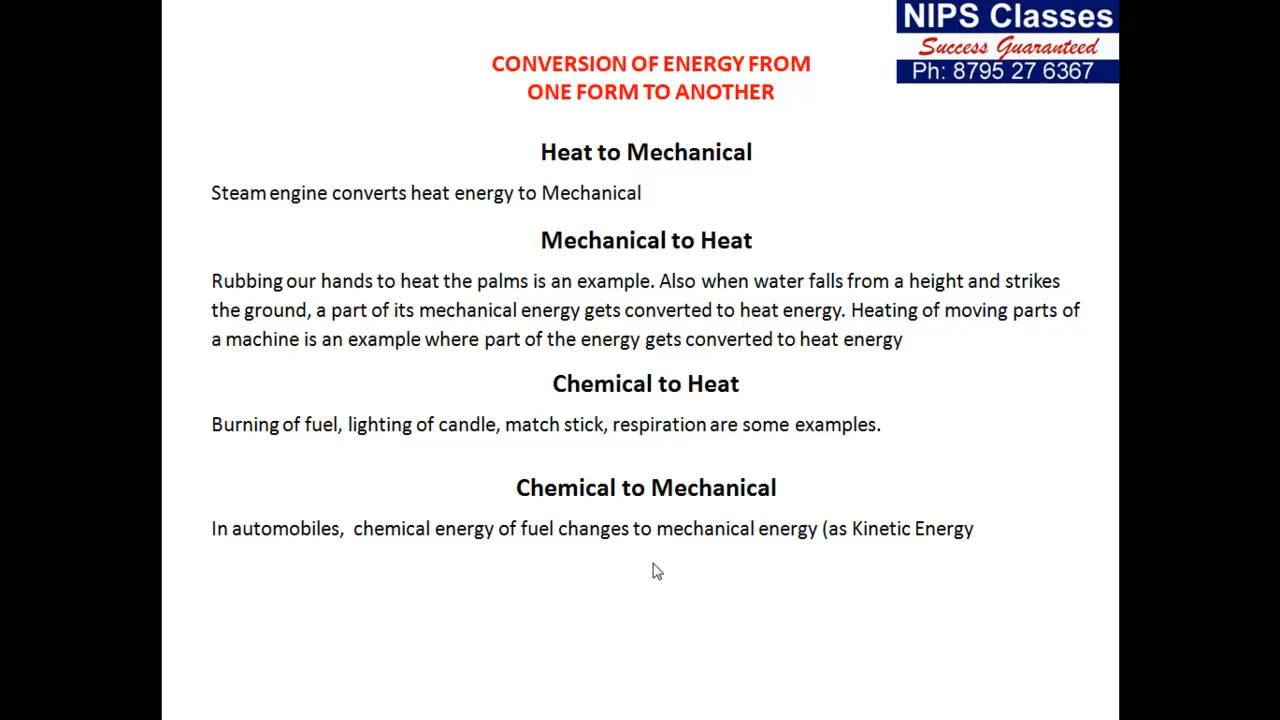 NIPS Classes
Success Guaranteed
Ph: 8795 27 6367
CONVERSION OF ENERGY FROM
ONE FORM TO ANOTHER
Heat to Mechanical
Steam engine converts heat energy to Mechanical
Mechanical to Heat
Rubbing our hands to heat the palms is an example. Also when water falls from a height and strikes
the ground, a part of its mechanical energy gets converted to heat energy. Heating of moving parts of
a machine is an example where part of the energy gets converted to heat energy
Chemical to Heat
Burning of fuel, lighting of candle, match stick, respiration are some examples.
Chemical to Mechanical
In automobiles, chemical energy of fuel changes to mechanical energy (as Kinetic Energy